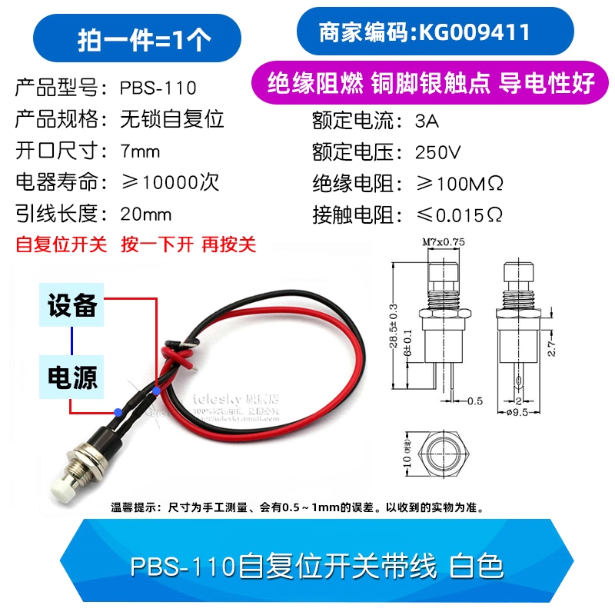 拍一件=1个
商家编码:KG009411
绝缘阻燃 铜脚银触点 导电性好
产品型号：PBS-110
产品规格：无锁自复位
开口尺寸：7mm
电器寿命：≥10000次
引线长度：20mm
自复位开关 按一下开 再按关
额定电流：3A
额定电压：250V
绝缘电阻：≥100MΩ
接触电阻：≤0.015Ω
设备
电源
telesky 旗舰店
M7x0.75
28.5±0.3
6±0.1
0.5
2.7
2
ø9.5
10
温馨提示：尺寸为手工测量、会有0.5～1mm的误差。以收到的实物为准。
PBS-110自复位开关带线 白色